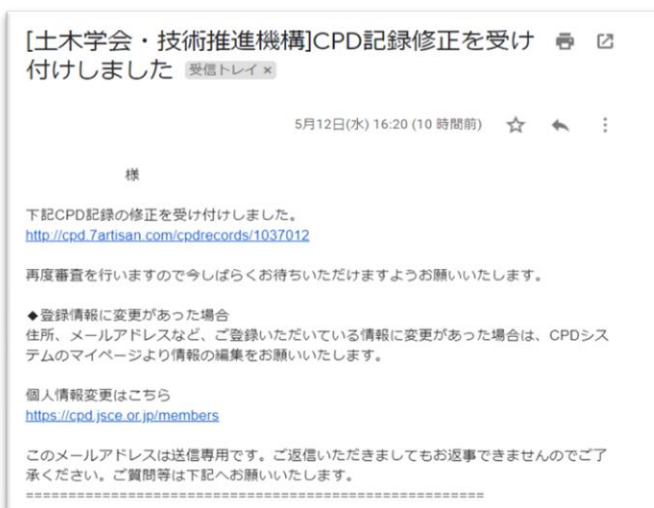 [土木学会・技術推進機構]CPD記録修正を受け
付けしました 受信トレイ ×
5月12日(水) 16:20 (10 時間前)
様
下記CPD記録の修正を受け付けしました。
http://cpd.7artisan.com/cpdrecords/1037012
再度審査を行いますので今しばらくお待ちいただけますようお願いいたします。
◆登録情報に変更があった場合
住所、メールアドレスなど、ご登録いただいている情報に変更があった場合は、CPDシス
テムのマイページより情報の編集をお願いいたします。
個人情報変更はこちら
https://cpd.jsce.or.jp/members
このメールアドレスは送信専用です。ご返信いただきましてもお返事できませんのでご了
承ください。ご質問等は下記へお願いいたします。
======================================================